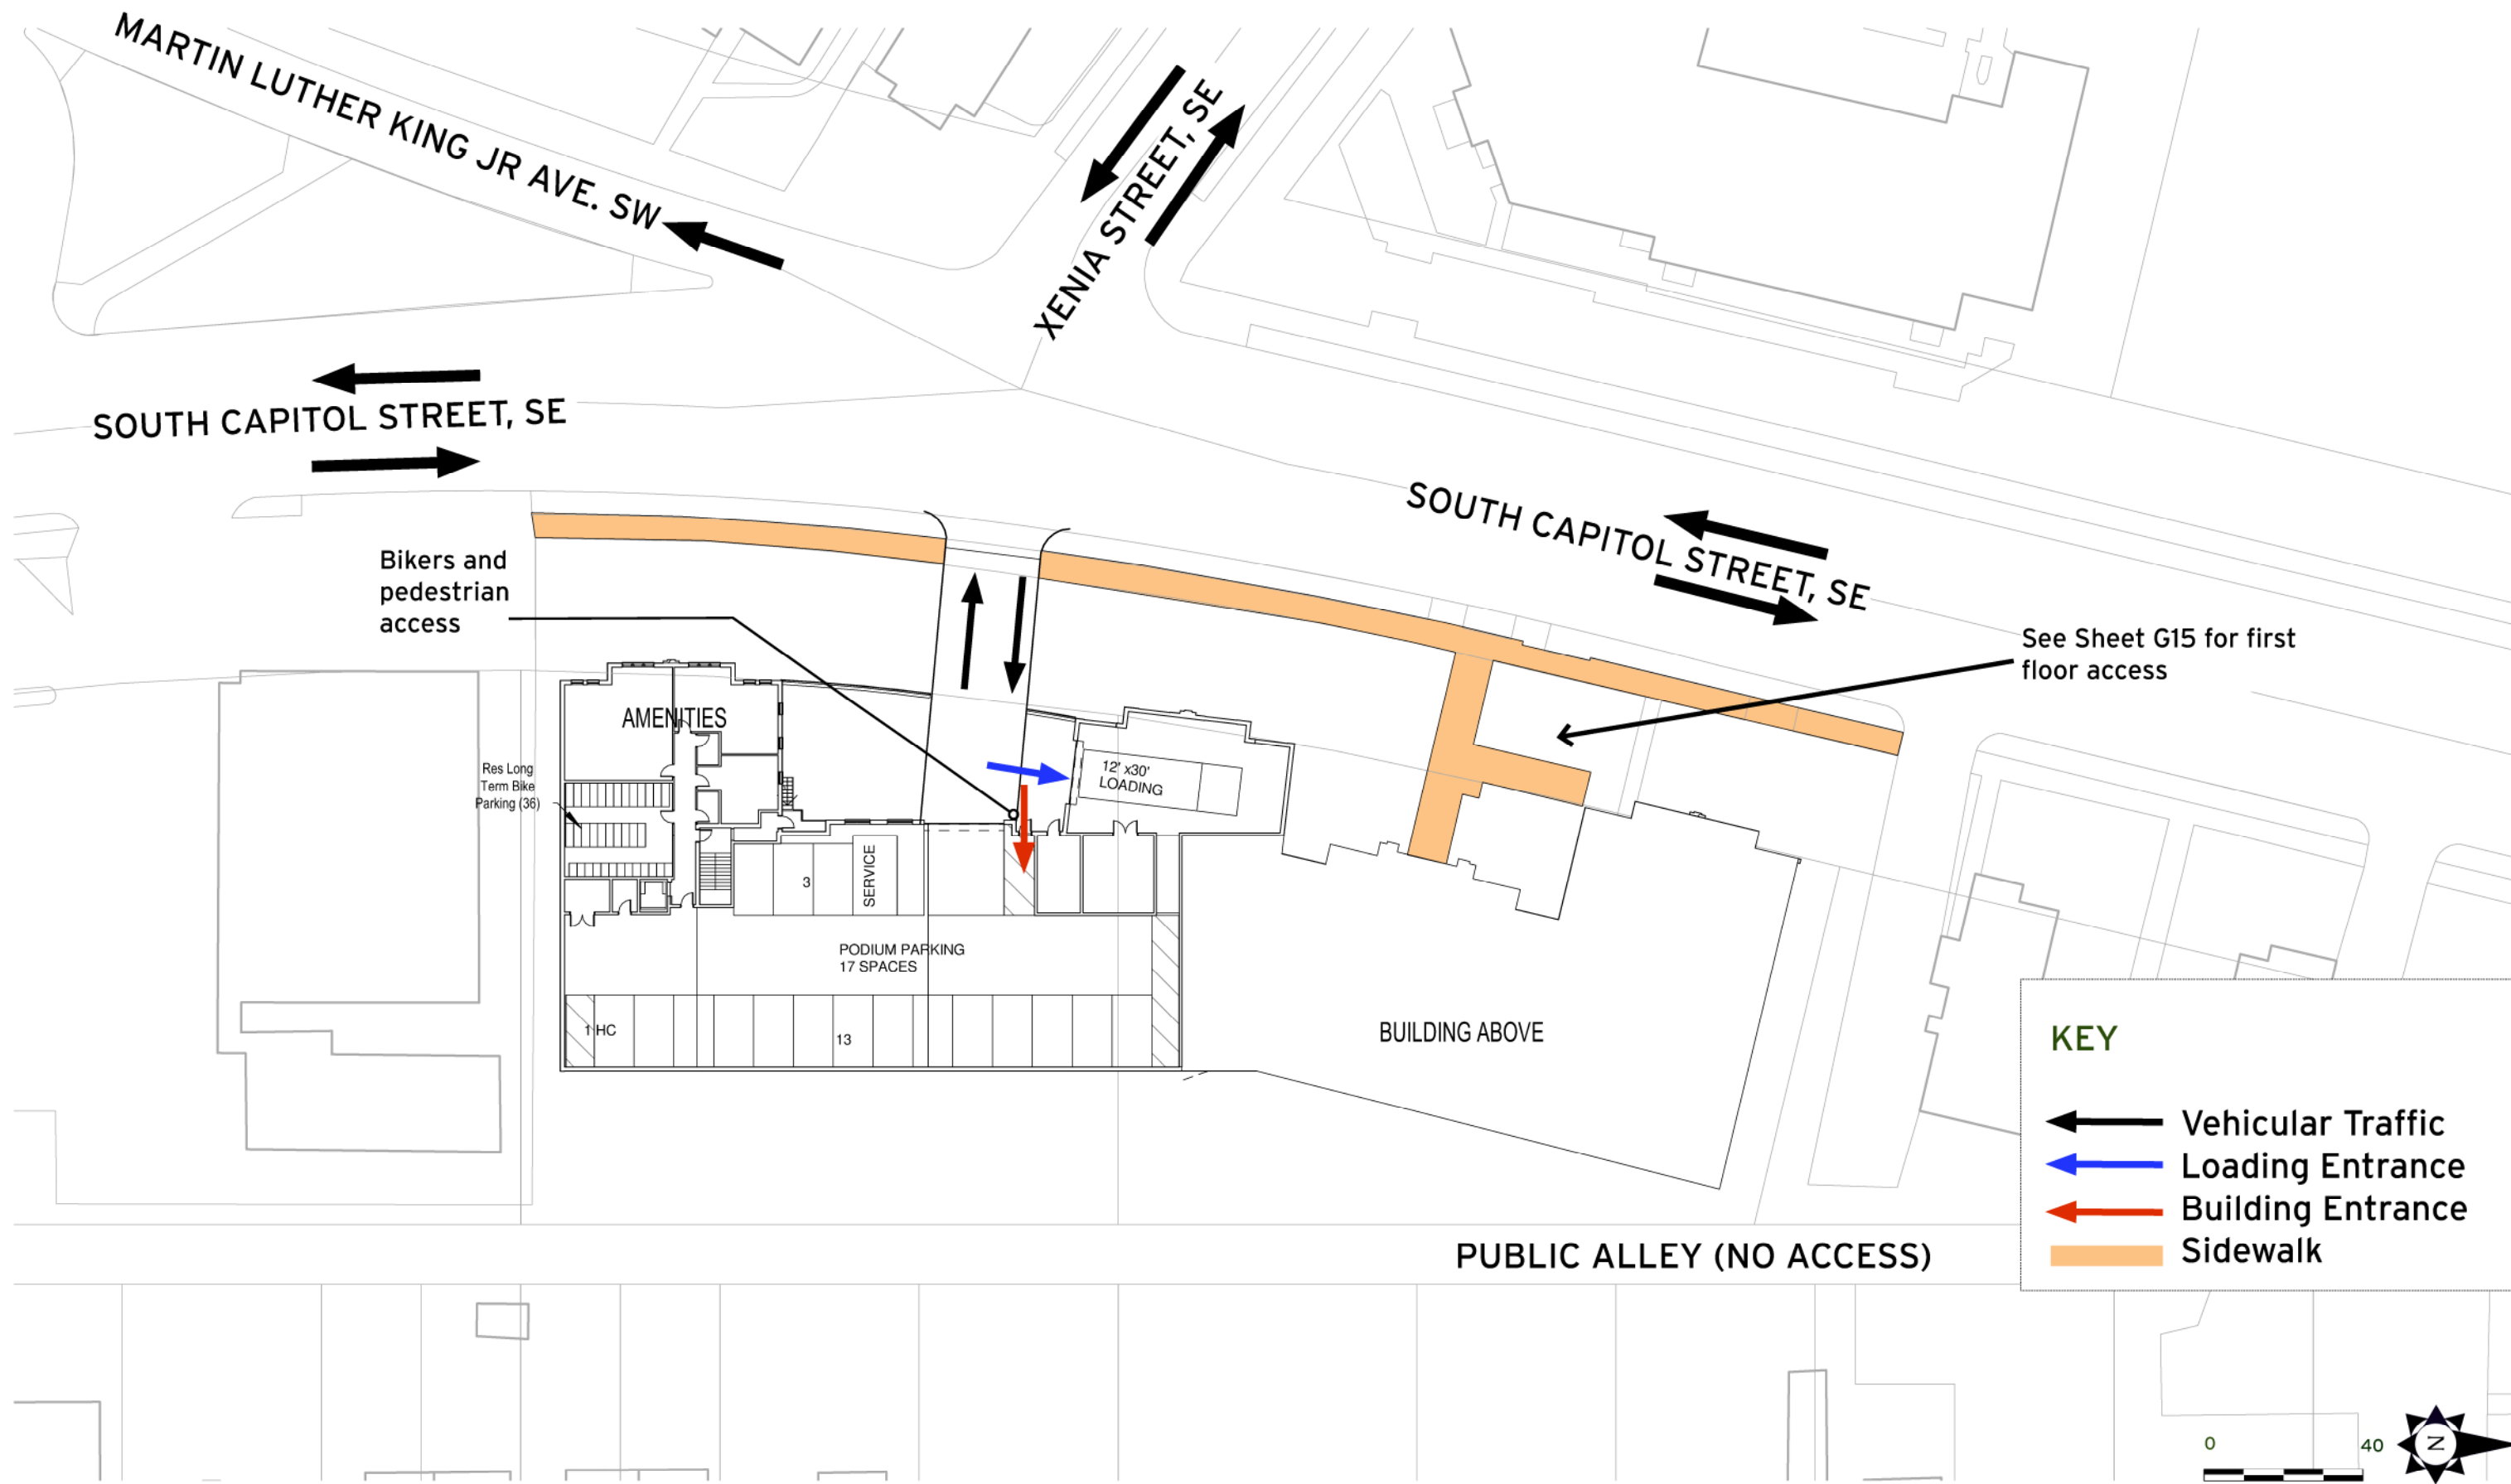 MARTIN LUTHER KING JR AVE. SW
XENIA STREET, SE
SOUTH CAPITOL STREET, SE
SOUTH CAPITOL STREET, SE
Bikers and
pedestrian
access
See Sheet G15 for first
floor access
AMENITIES
Res Long
Term Bike
Parking (36)
12' x30'
LOADING
3
SERVICE
PODIUM PARKING
17 SPACES
1 HC
13
BUILDING ABOVE
KEY
Vehicular Traffic
Loading Entrance
Building Entrance
Sidewalk
PUBLIC ALLEY (NO ACCESS)
0
40
N